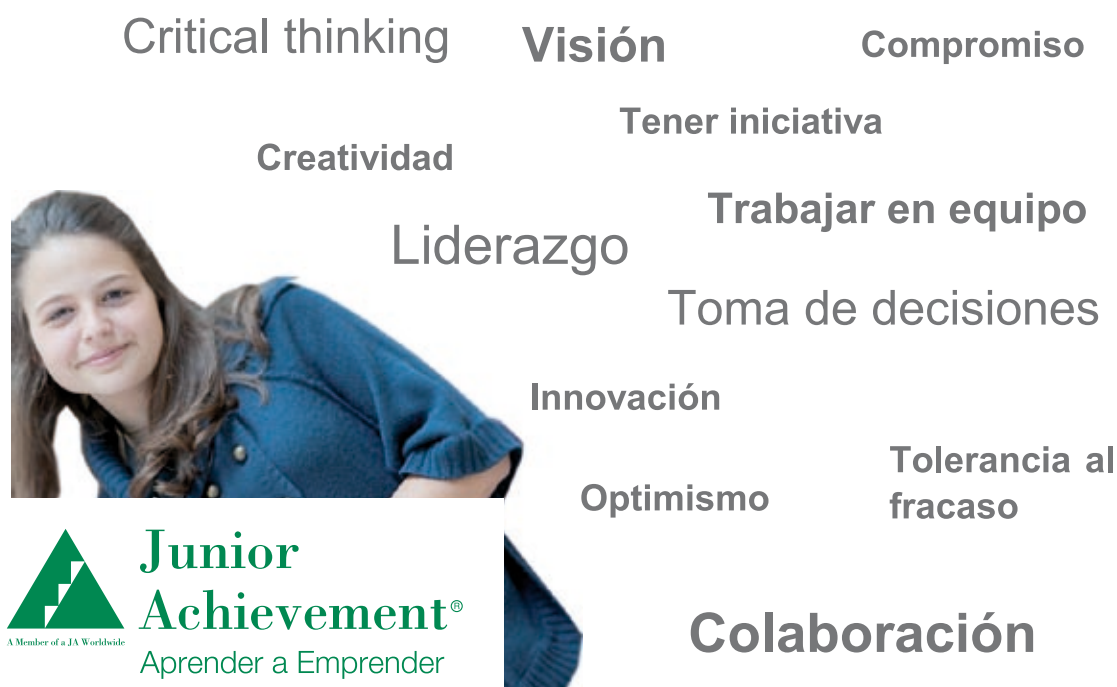 Critical thinking
Visión
Compromiso
Tener iniciativa
Creatividad
Trabajar en equipo
Liderazgo
Toma de decisiones
Innovación
Tolerancia al
fracaso
Optimismo
Junior
Achievement®
A Member of a JA Worldwide
Aprender a Emprender
Colaboración